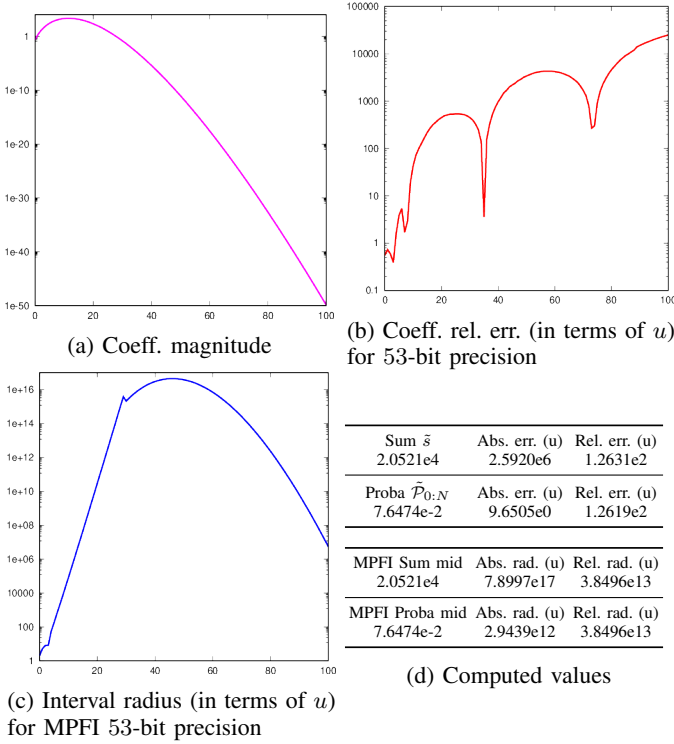 1
1e-10
1e-20
1e-30
1e-40
1e-50
0 20 40 60 80 100
(a) Coeff. magnitude
100000
10000
1000
100
10
1
0.1
0 20 40 60 80 100
(b) Coeff. rel. err. (in terms of u)
for 53-bit precision
1e+16
1e+14
1e+12
1e+10
1e+08
1e+06
10000
100
1
0 20 40 60 80 100
(c) Interval radius (in terms of u)
for MPFI 53-bit precision
Sum s̃ Abs. err. (u) Rel. err. (u)
2.0521e4 2.5920e6 1.2631e2
Proba 𝒫̃0:N Abs. err. (u) Rel. err. (u)
7.6474e-2 9.6505e0 1.2619e2
MPFI Sum mid Abs. rad. (u) Rel. rad. (u)
2.0521e4 7.8997e17 3.8496e13
MPFI Proba mid Abs. rad. (u) Rel. rad. (u)
7.6474e-2 2.9439e12 3.8496e13
(d) Computed values